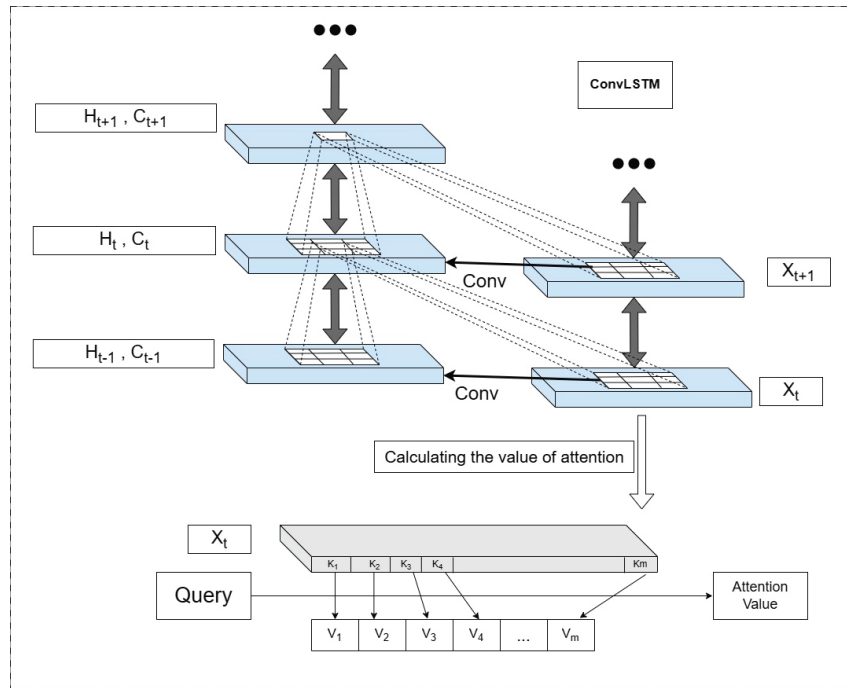 ConvLSTM
H_{t+1} , C_{t+1}
H_t , C_t
Conv
X_{t+1}
H_{t-1} , C_{t-1}
Conv
X_t
Calculating the value of attention
X_t
K_1 K_2 K_3 K_4 Km
Query
Attention
Value
V_1 V_2 V_3 V_4 ... V_m